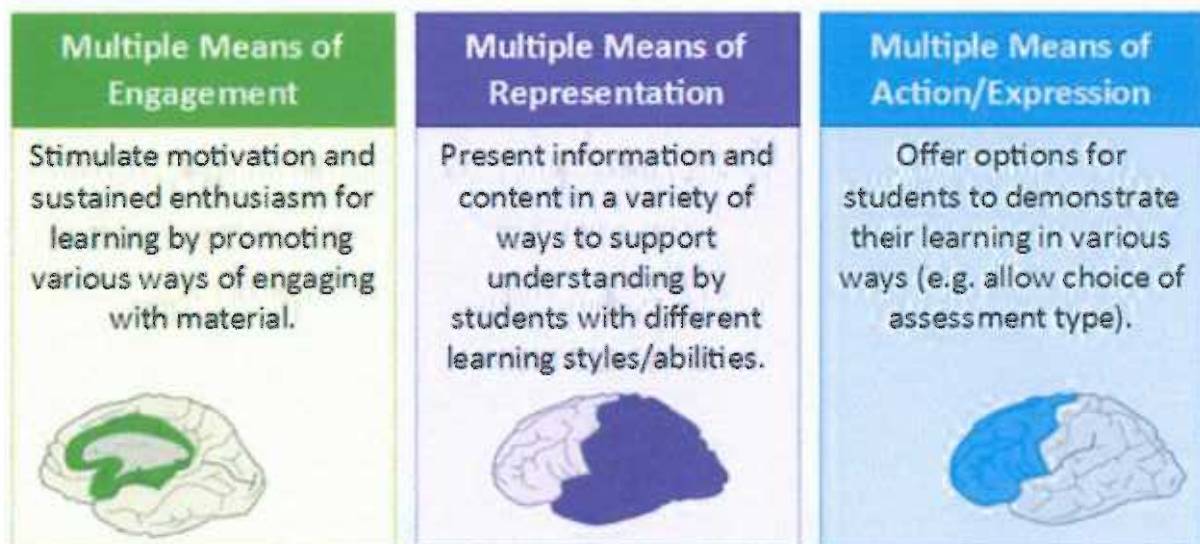 Multiple Means of
Engagement
Stimulate motivation and
sustained enthusiasm for
learning by promoting
various ways of engaging
with material.
Multiple Means of
Representation
Present information and
content in a variety of
ways to support
understanding by
students with different
learning styles/abilities.
Multiple Means of
Action/Expression
Offer options for
students to demonstrate
their learning in various
ways (e.g. allow choice of
assessment type).